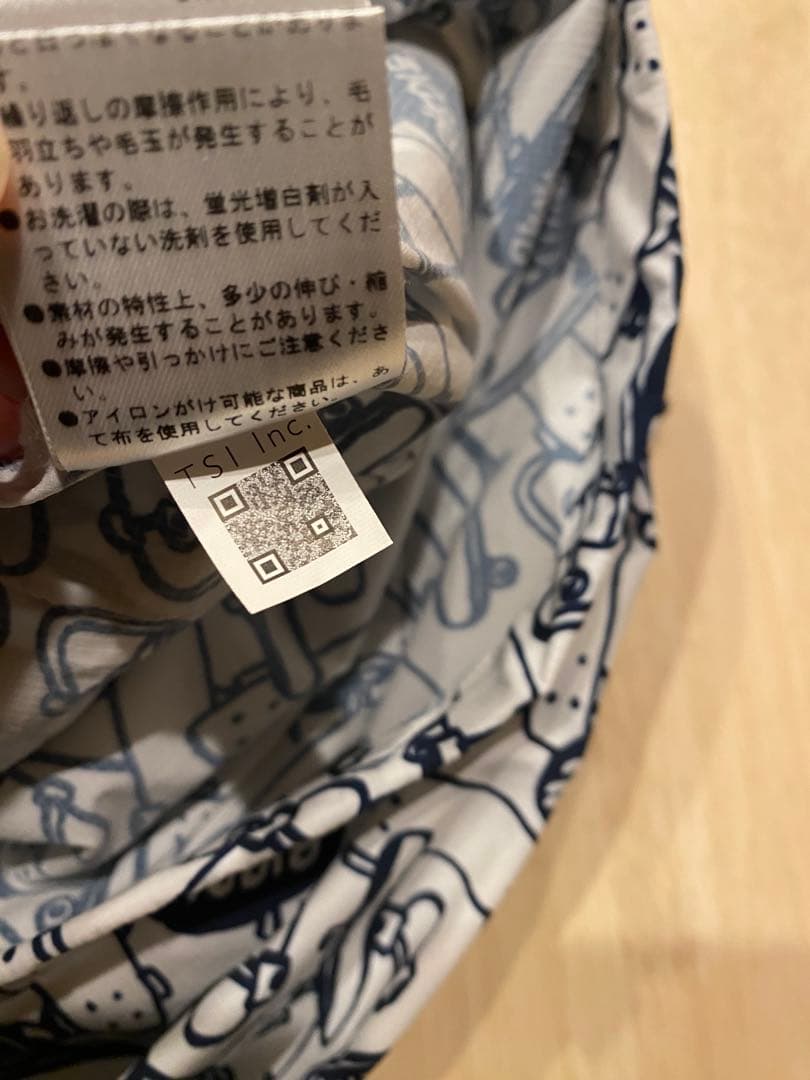 す。
繰り返しの摩擦作用により、毛
羽立ちや毛玉が発生することが
あります。
●お洗濯の際は、蛍光増白剤が入
っていない洗剤を使用してくだ
さい。
●素材の特性上、多少の伸び・縮
みが発生することがあります。
●摩擦や引っかけにご注意くださ
い。
●アイロンがけ可能な商品は、あ
て布を使用してください。
TSI Inc.